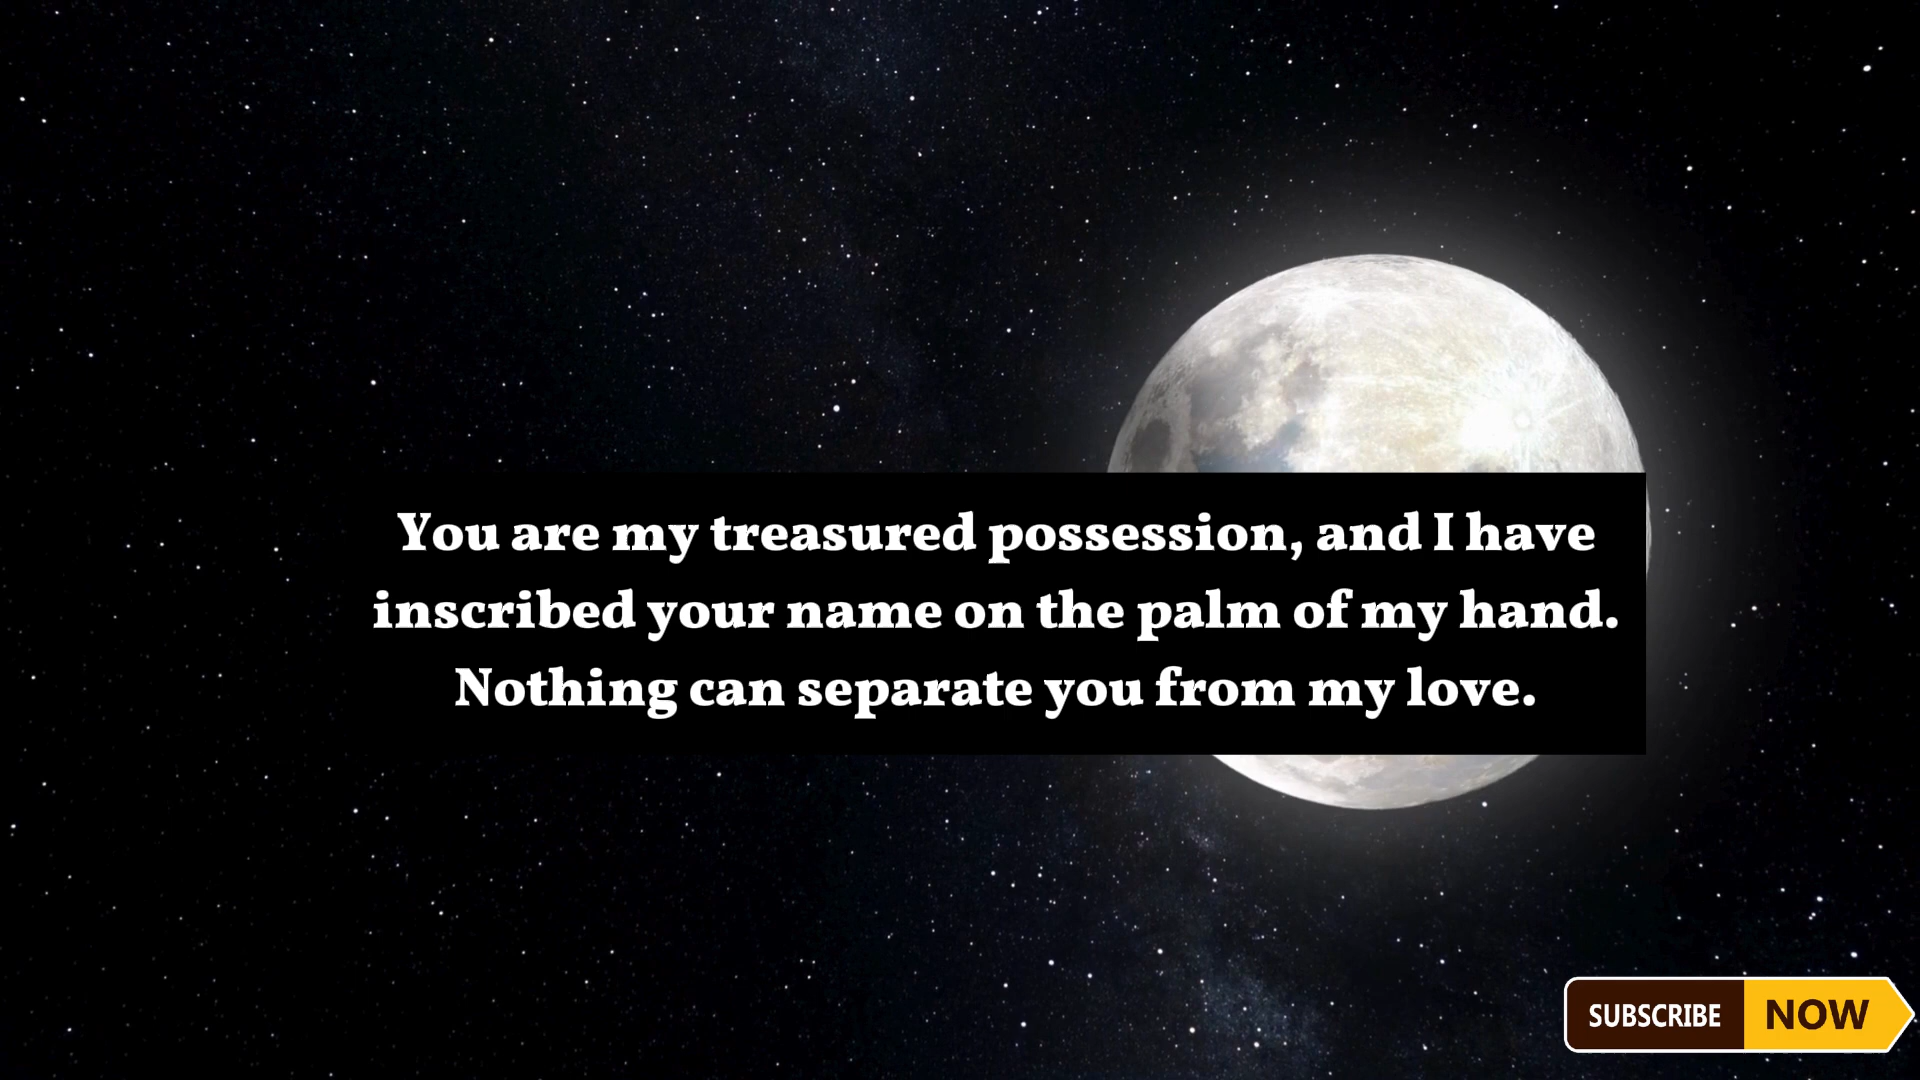 You are my treasured possession, and I have
inscribed your name on the palm of my hand.
Nothing can separate you from my love.
SUBSCRIBE NOW